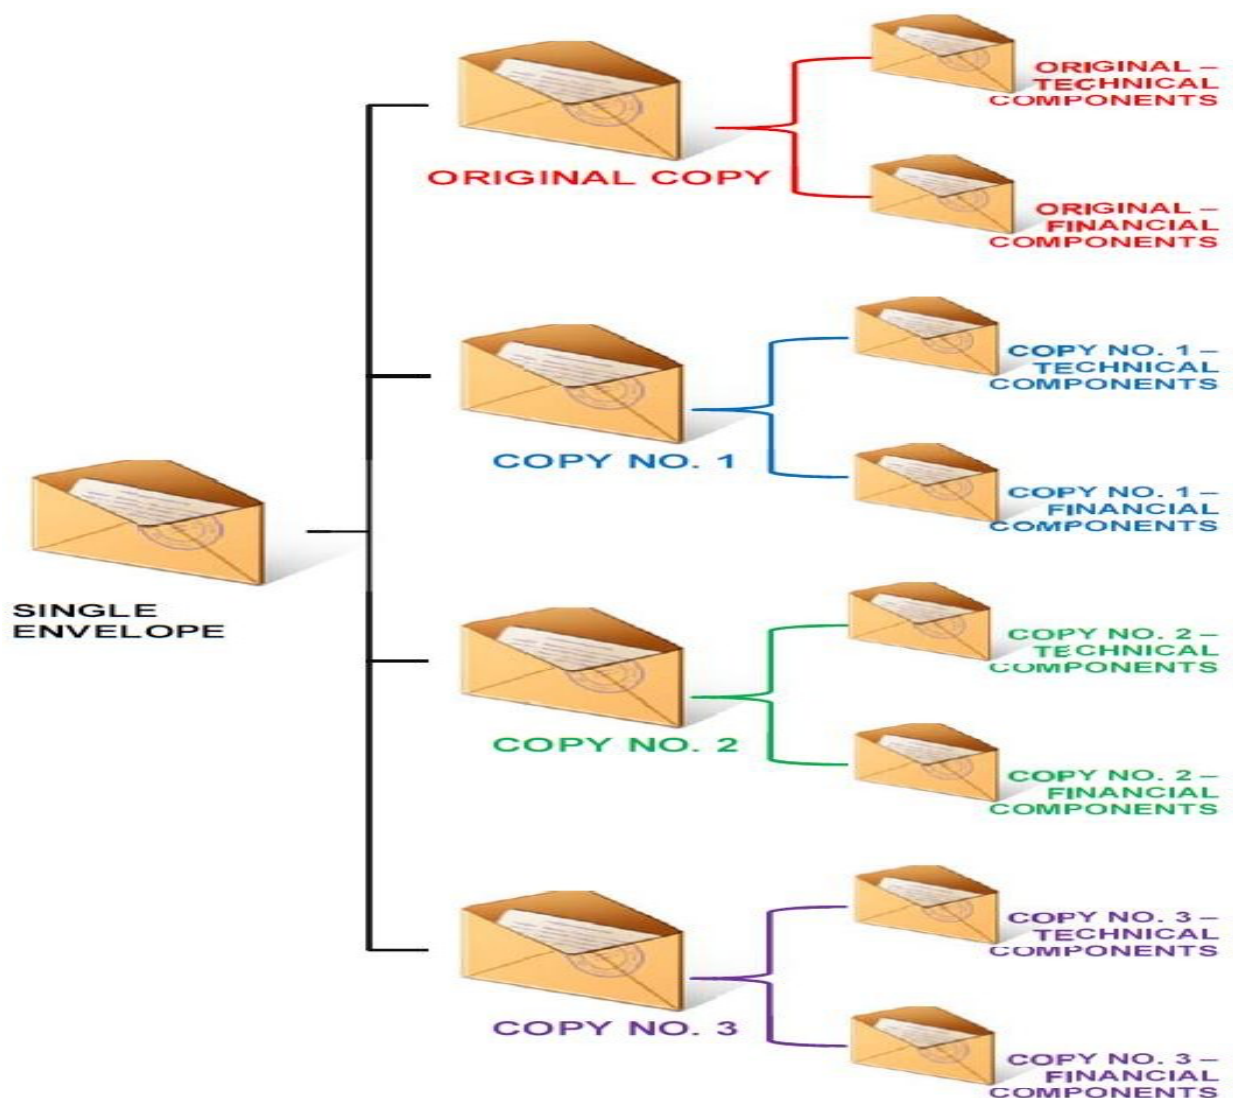 ORIGINAL –
TECHNICAL
COMPONENTS
ORIGINAL COPY
ORIGINAL –
FINANCIAL
COMPONENTS
COPY NO. 1 –
TECHNICAL
COMPONENTS
COPY NO. 1
COPY NO. 1 –
FINANCIAL
COMPONENTS
SINGLE
ENVELOPE
COPY NO. 2 –
TECHNICAL
COMPONENTS
COPY NO. 2
COPY NO. 2 –
FINANCIAL
COMPONENTS
COPY NO. 3 –
TECHNICAL
COMPONENTS
COPY NO. 3
COPY NO. 3 –
FINANCIAL
COMPONENTS